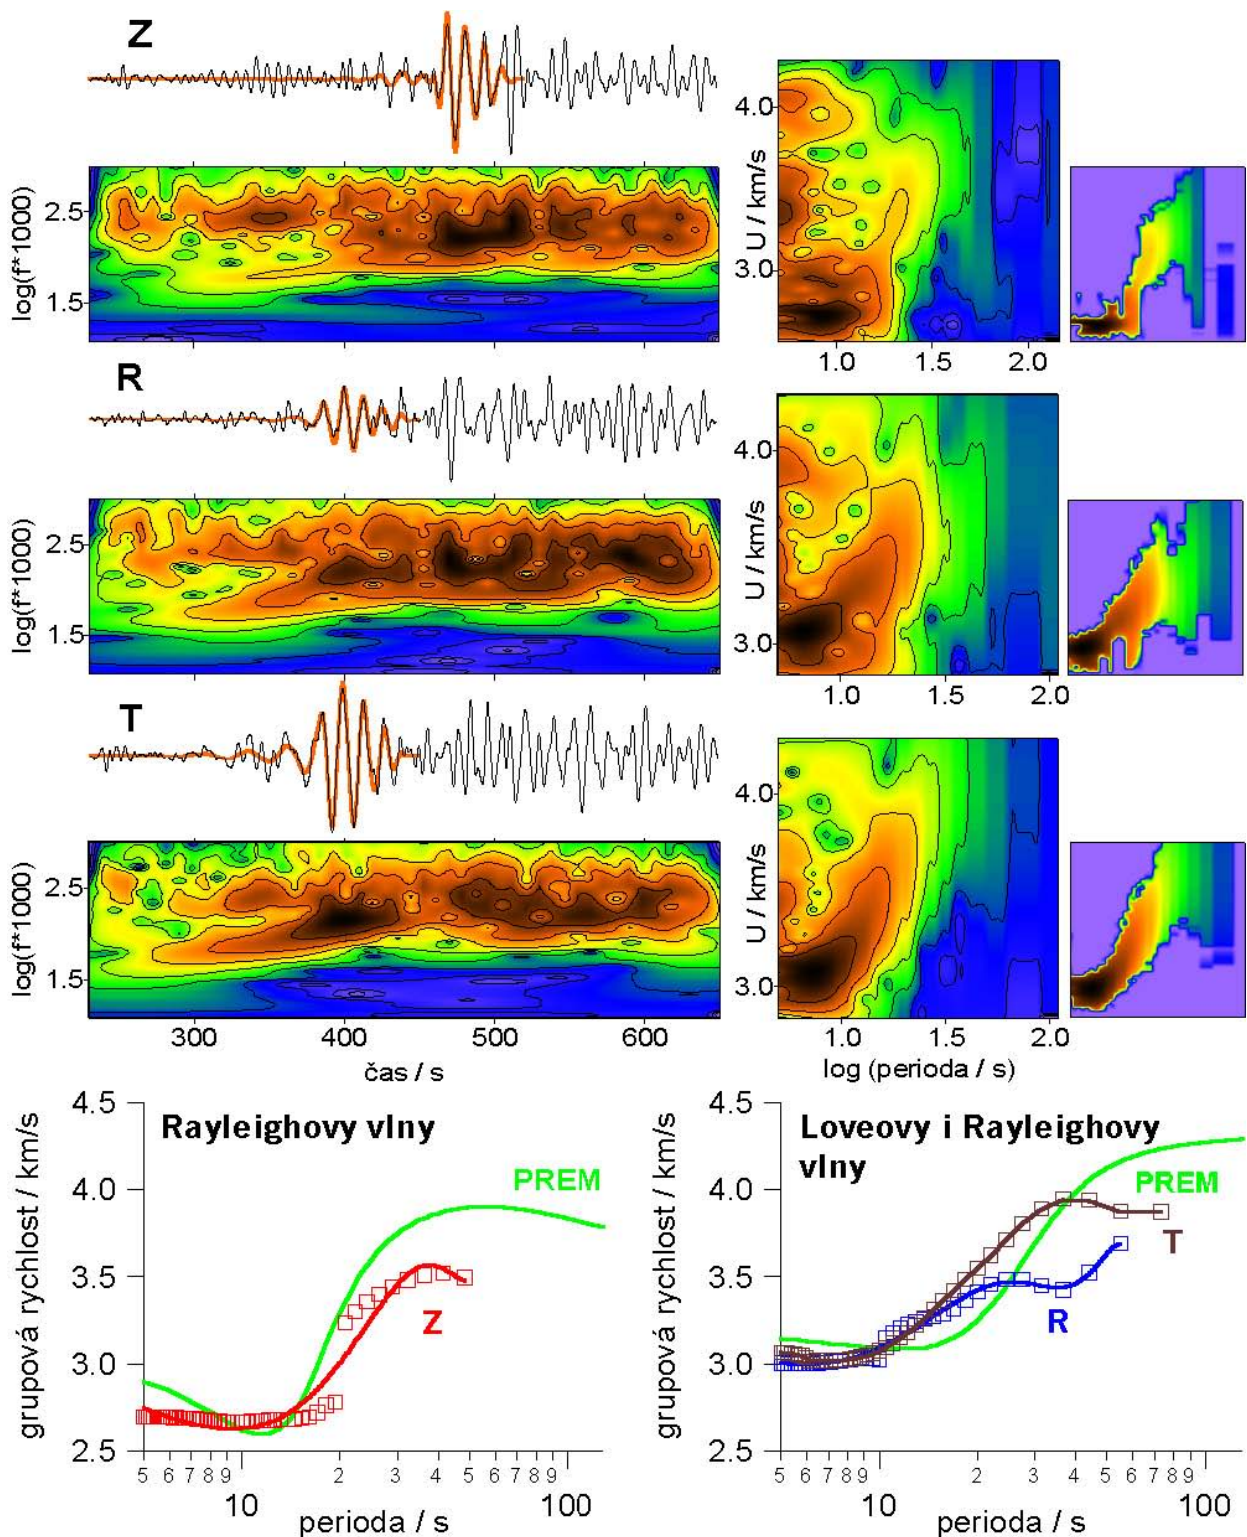 Z
log(f*1000)
2.5
1.5
U / km/s
4.0
3.0
1.0 1.5 2.0
R
log(f*1000)
2.5
1.5
U / km/s
4.0
3.0
1.0 1.5 2.0
T
log(f*1000)
2.5
1.5
300 400 500 600
čas / s
U / km/s
4.0
3.0
1.0 1.5 2.0
log (perioda / s)
grupová rychlost / km/s
4.5
4.0
3.5
3.0
2.5
Rayleighovy vlny
PREM
Z
5 6 7 8 9 2 3 4 5 6 7 8 9
10 100
perioda / s
grupová rychlost / km/s
4.5
4.0
3.5
3.0
2.5
Loveovy i Rayleighovy
vlny
PREM
T
R
5 6 7 8 9 2 3 4 5 6 7 8 9
10 100
perioda / s